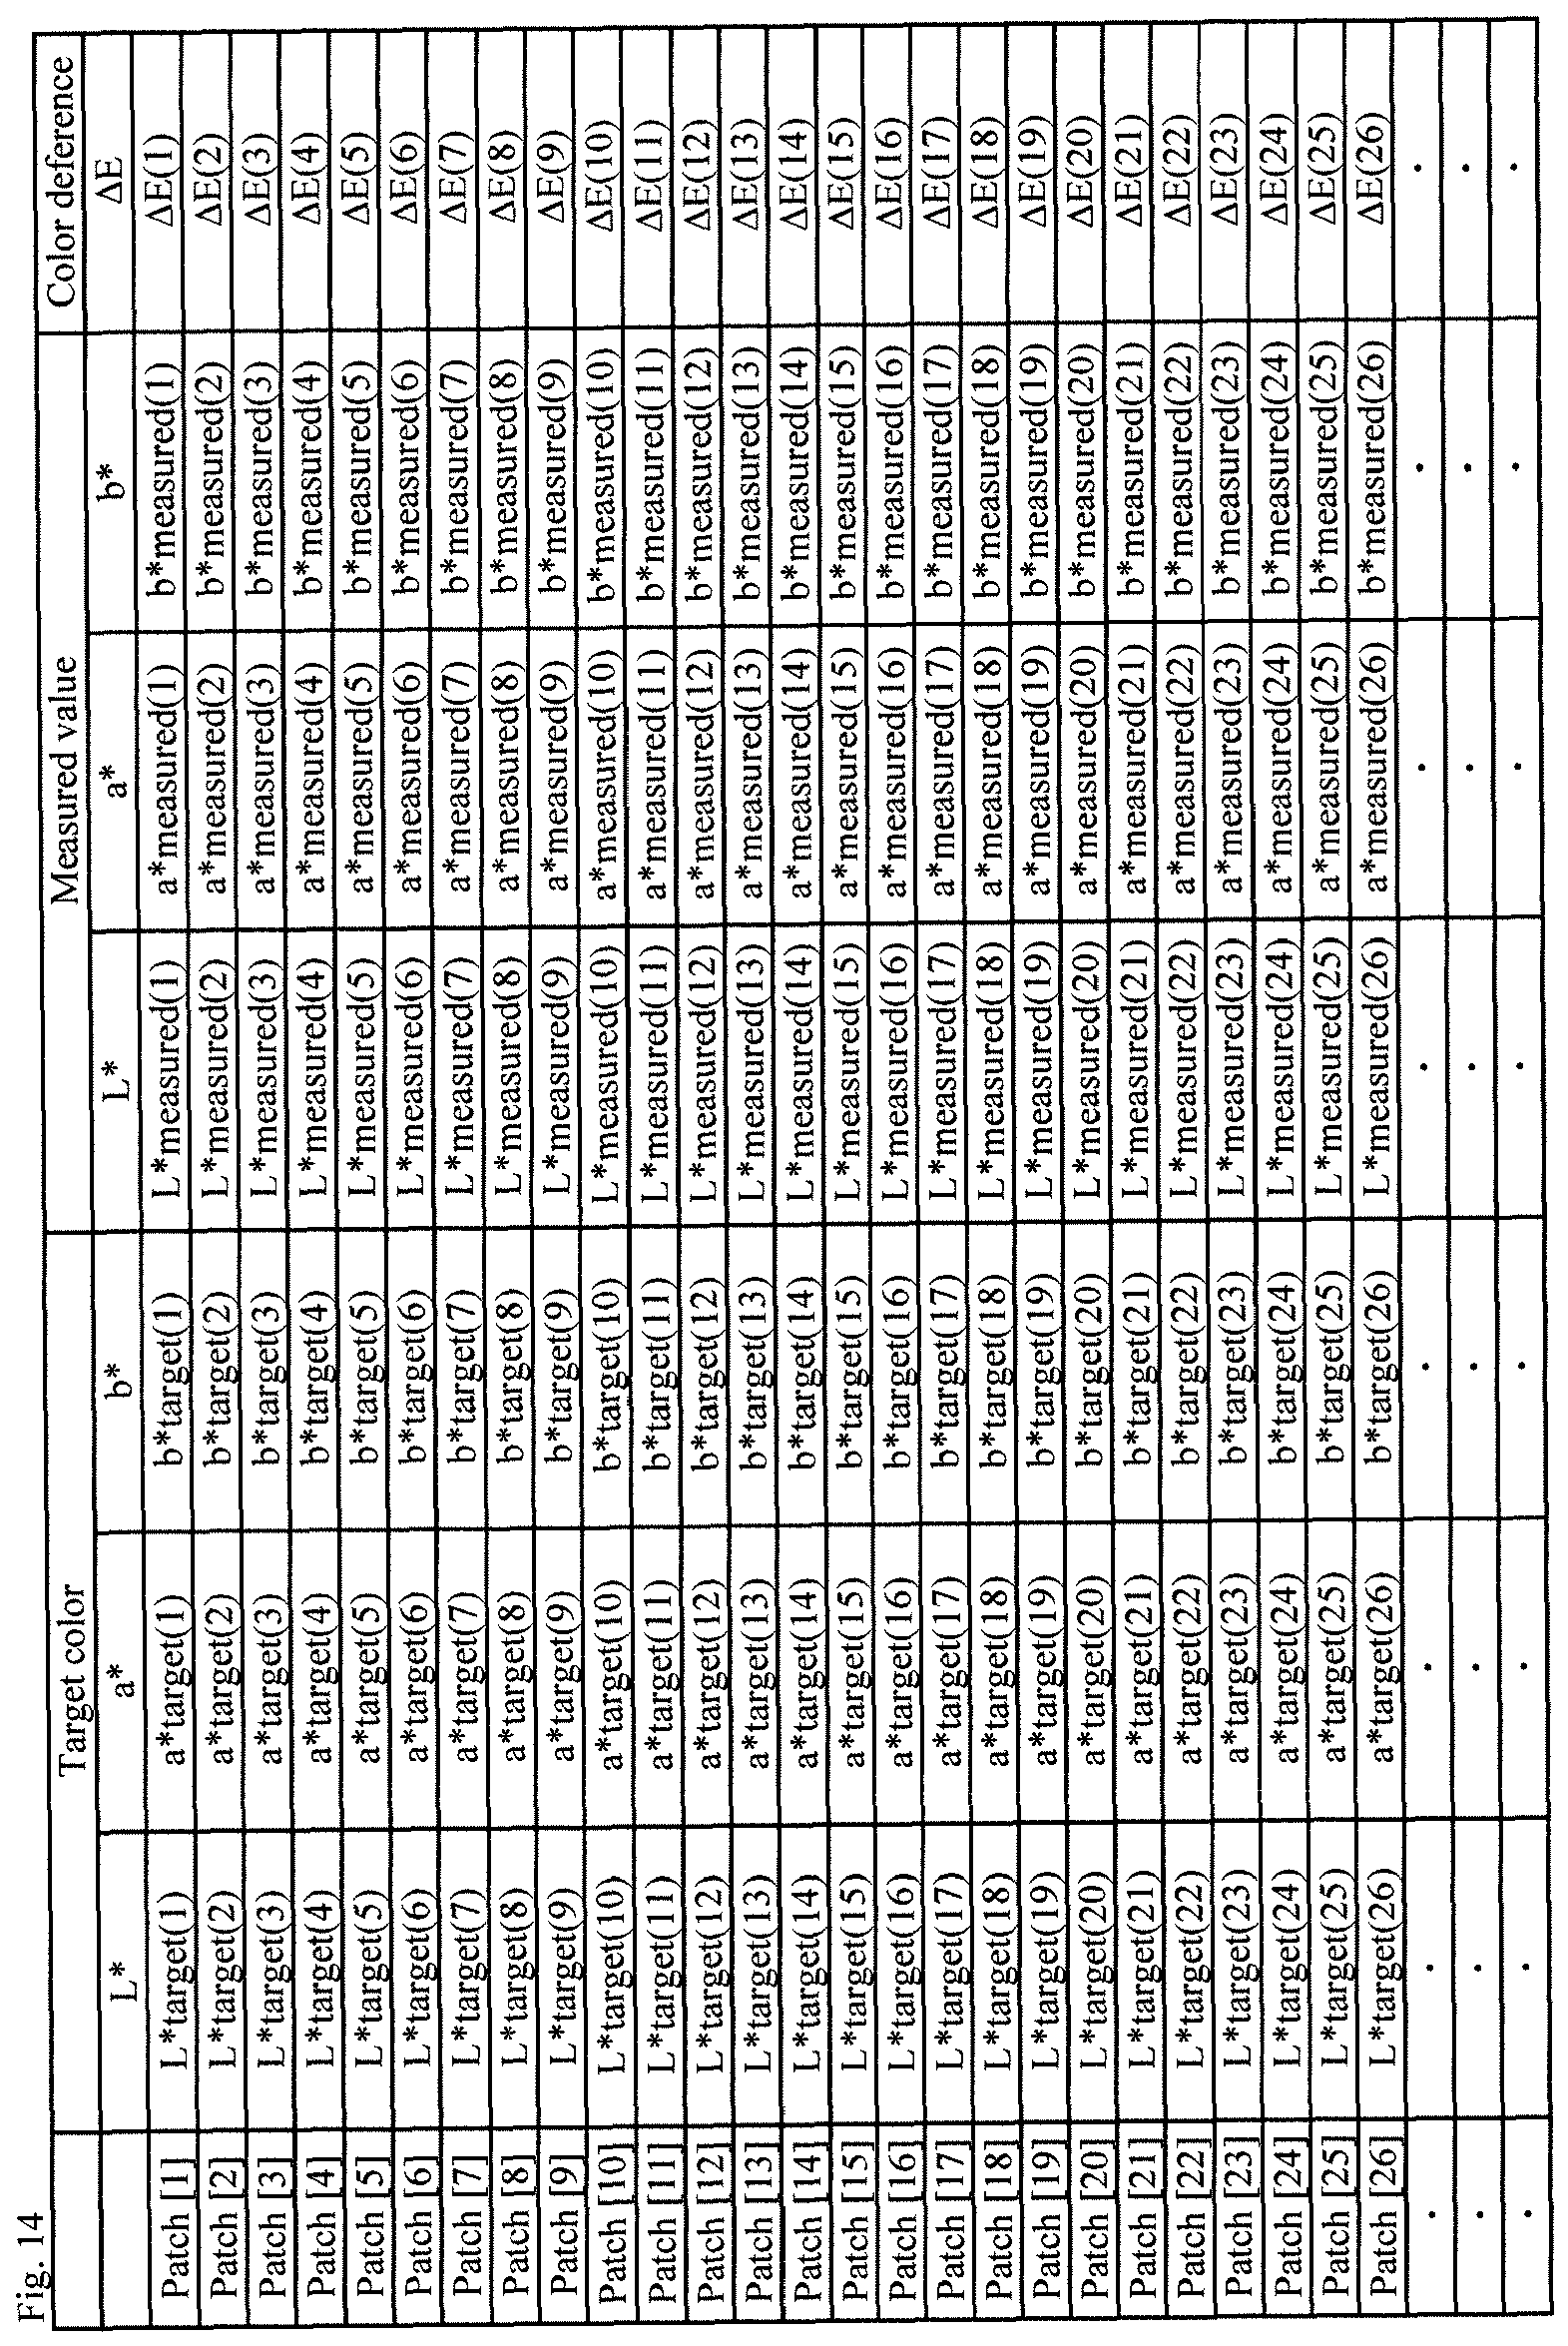 Fig. 14
Target color Measured value Color deference
L* a* b* L* a* b* ΔE
Patch [1] L*target(1) a*target(1) b*target(1) L*measured(1) a*measured(1) b*measured(1) ΔE(1)
Patch [2] L*target(2) a*target(2) b*target(2) L*measured(2) a*measured(2) b*measured(2) ΔE(2)
Patch [3] L*target(3) a*target(3) b*target(3) L*measured(3) a*measured(3) b*measured(3) ΔE(3)
Patch [4] L*target(4) a*target(4) b*target(4) L*measured(4) a*measured(4) b*measured(4) ΔE(4)
Patch [5] L*target(5) a*target(5) b*target(5) L*measured(5) a*measured(5) b*measured(5) ΔE(5)
Patch [6] L*target(6) a*target(6) b*target(6) L*measured(6) a*measured(6) b*measured(6) ΔE(6)
Patch [7] L*target(7) a*target(7) b*target(7) L*measured(7) a*measured(7) b*measured(7) ΔE(7)
Patch [8] L*target(8) a*target(8) b*target(8) L*measured(8) a*measured(8) b*measured(8) ΔE(8)
Patch [9] L*target(9) a*target(9) b*target(9) L*measured(9) a*measured(9) b*measured(9) ΔE(9)
Patch [10] L*target(10) a*target(10) b*target(10) L*measured(10) a*measured(10) b*measured(10) ΔE(10)
Patch [11] L*target(11) a*target(11) b*target(11) L*measured(11) a*measured(11) b*measured(11) ΔE(11)
Patch [12] L*target(12) a*target(12) b*target(12) L*measured(12) a*measured(12) b*measured(12) ΔE(12)
Patch [13] L*target(13) a*target(13) b*target(13) L*measured(13) a*measured(13) b*measured(13) ΔE(13)
Patch [14] L*target(14) a*target(14) b*target(14) L*measured(14) a*measured(14) b*measured(14) ΔE(14)
Patch [15] L*target(15) a*target(15) b*target(15) L*measured(15) a*measured(15) b*measured(15) ΔE(15)
Patch [16] L*target(16) a*target(16) b*target(16) L*measured(16) a*measured(16) b*measured(16) ΔE(16)
Patch [17] L*target(17) a*target(17) b*target(17) L*measured(17) a*measured(17) b*measured(17) ΔE(17)
Patch [18] L*target(18) a*target(18) b*target(18) L*measured(18) a*measured(18) b*measured(18) ΔE(18)
Patch [19] L*target(19) a*target(19) b*target(19) L*measured(19) a*measured(19) b*measured(19) ΔE(19)
Patch [20] L*target(20) a*target(20) b*target(20) L*measured(20) a*measured(20) b*measured(20) ΔE(20)
Patch [21] L*target(21) a*target(21) b*target(21) L*measured(21) a*measured(21) b*measured(21) ΔE(21)
Patch [22] L*target(22) a*target(22) b*target(22) L*measured(22) a*measured(22) b*measured(22) ΔE(22)
Patch [23] L*target(23) a*target(23) b*target(23) L*measured(23) a*measured(23) b*measured(23) ΔE(23)
Patch [24] L*target(24) a*target(24) b*target(24) L*measured(24) a*measured(24) b*measured(24) ΔE(24)
Patch [25] L*target(25) a*target(25) b*target(25) L*measured(25) a*measured(25) b*measured(25) ΔE(25)
Patch [26] L*target(26) a*target(26) b*target(26) L*measured(26) a*measured(26) b*measured(26) ΔE(26)
. . . . . . . .
. . . . . . . .
. . . . . . . .